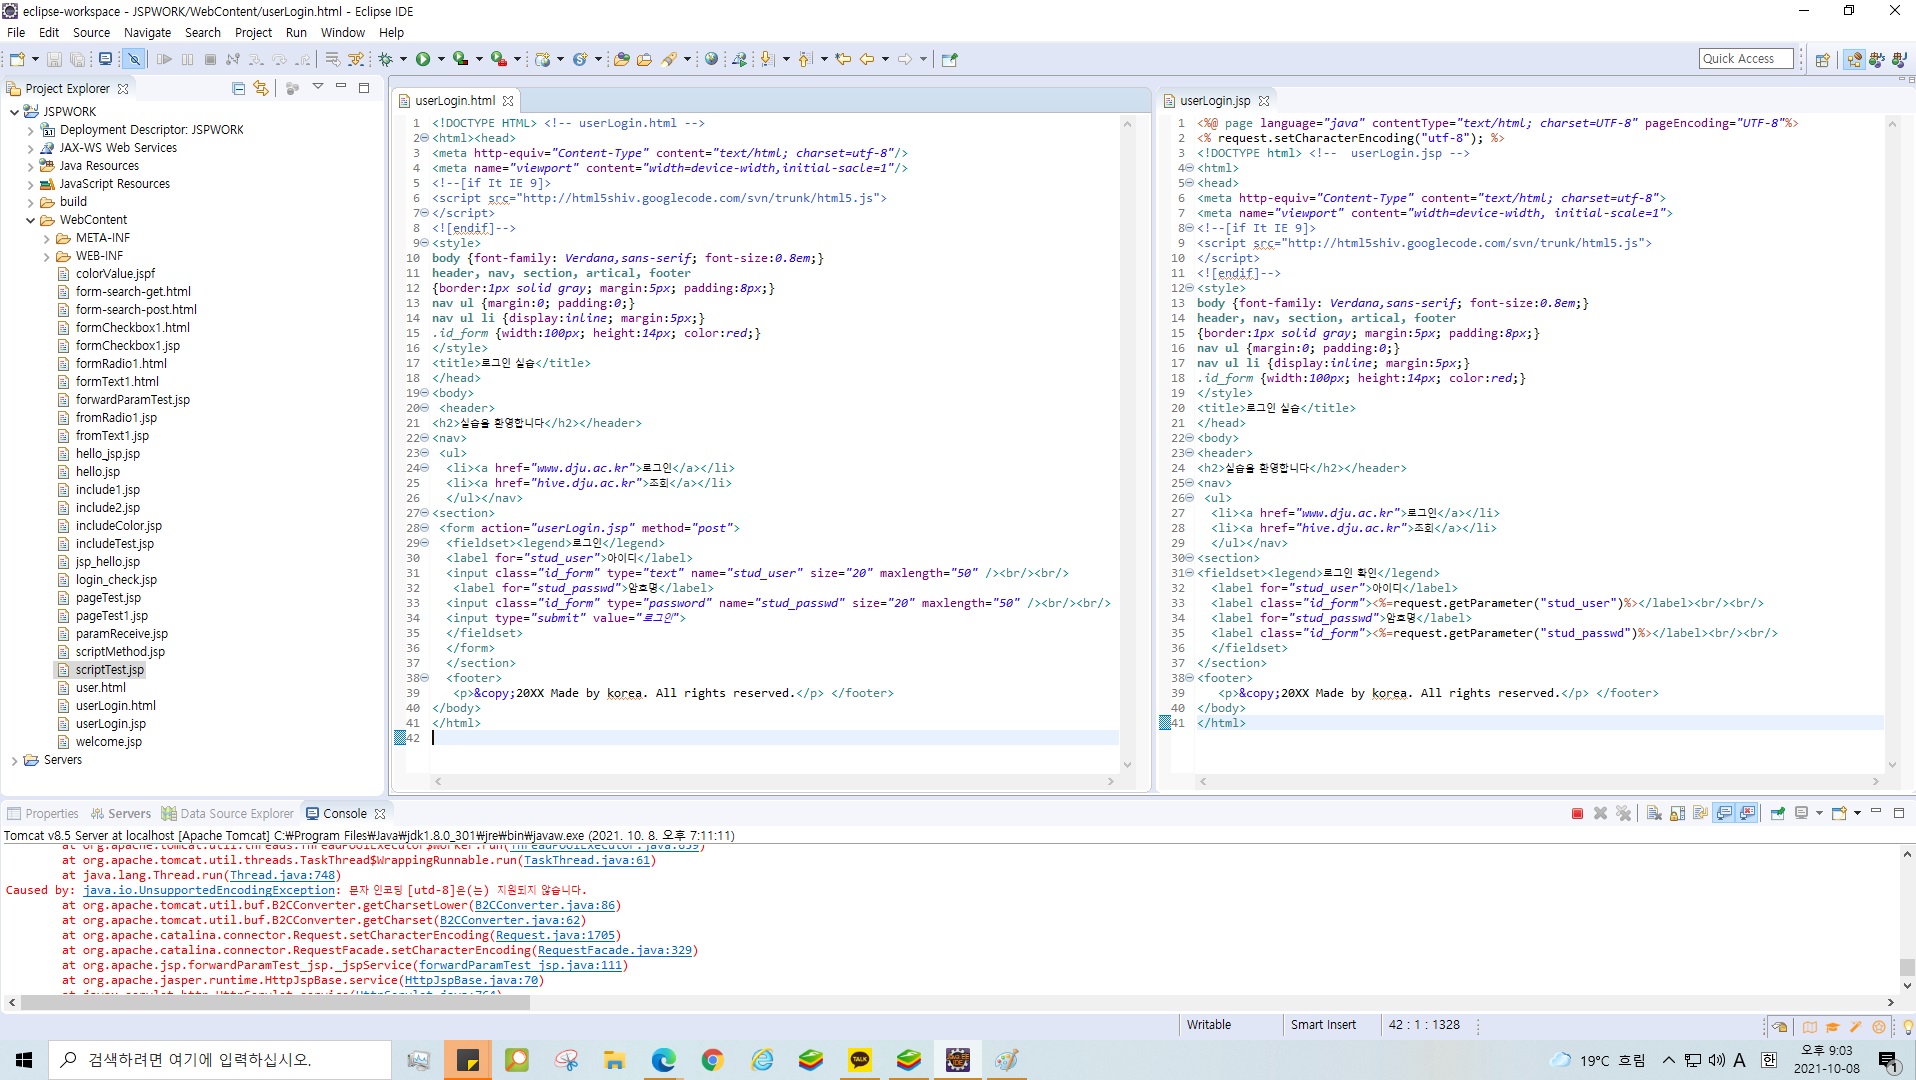 eclipse-workspace - JSPWORK/WebContent/userLogin.html - Eclipse IDE
File Edit Source Navigate Search Project Run Window Help
Quick Access
Project Explorer
JSPWORK
Deployment Descriptor: JSPWORK
JAX-WS Web Services
Java Resources
JavaScript Resources
build
WebContent
META-INF
WEB-INF
colorValue.jspf
form-search-get.html
form-search-post.html
formCheckbox1.html
formCheckbox1.jsp
formRadio1.html
formText1.html
forwardParamTest.jsp
fromRadio1.jsp
fromText1.jsp
hello_jsp.jsp
hello.jsp
include1.jsp
include2.jsp
includeColor.jsp
includeTest.jsp
jsp_hello.jsp
login_check.jsp
pageTest.jsp
pageTest1.jsp
paramReceive.jsp
scriptMethod.jsp
scriptTest.jsp
user.html
userLogin.html
userLogin.jsp
welcome.jsp
Servers
userLogin.html
1 <!DOCTYPE HTML> <!-- userLogin.html -->
2 <html><head>
3 <meta http-equiv="Content-Type" content="text/html; charset=utf-8"/>
4 <meta name="viewport" content="width=device-width,initial-sacle=1"/>
5 <!--[if It IE 9]>
6 <script src="http://html5shiv.googlecode.com/svn/trunk/html5.js">
7 </script>
8 <![endif]-->
9 <style>
10 body {font-family: Verdana,sans-serif; font-size:0.8em;}
11 header, nav, section, artical, footer
12 {border:1px solid gray; margin:5px; padding:8px;}
13 nav ul {margin:0; padding:0;}
14 nav ul li {display:inline; margin:5px;}
15 .id_form {width:100px; height:14px; color:red;}
16 </style>
17 <title>로그인 실습</title>
18 </head>
19 <body>
20 <header>
21 <h2>실습을 환영합니다</h2></header>
22 <nav>
23 <ul>
24 <li><a href="www.dju.ac.kr">로그인</a></li>
25 <li><a href="hive.dju.ac.kr">조회</a></li>
26 </ul></nav>
27 <section>
28 <form action="userLogin.jsp" method="post">
29 <fieldset><legend>로그인</legend>
30 <label for="stud_user">아이디</label>
31 <input class="id_form" type="text" name="stud_user" size="20" maxlength="50" /><br/><br/>
32 <label for="stud_passwd">암호명</label>
33 <input class="id_form" type="password" name="stud_passwd" size="20" maxlength="50" /><br/><br/>
34 <input type="submit" value="로그인">
35 </fieldset>
36 </form>
37 </section>
38 <footer>
39 <p>&copy;20XX Made by korea. All rights reserved.</p> </footer>
40 </body>
41 </html>
42
userLogin.jsp
1 <%@ page language="java" contentType="text/html; charset=UTF-8" pageEncoding="UTF-8"%>
2 <% request.setCharacterEncoding("utf-8"); %>
3 <!DOCTYPE html> <!-- userLogin.jsp -->
4 <html>
5 <head>
6 <meta http-equiv="Content-Type" content="text/html; charset=utf-8">
7 <meta name="viewport" content="width=device-width, initial-scale=1">
8 <!--[if It IE 9]>
9 <script src="http://html5shiv.googlecode.com/svn/trunk/html5.js">
10 </script>
11 <![endif]-->
12 <style>
13 body {font-family: Verdana,sans-serif; font-size:0.8em;}
14 header, nav, section, artical, footer
15 {border:1px solid gray; margin:5px; padding:8px;}
16 nav ul {margin:0; padding:0;}
17 nav ul li {display:inline; margin:5px;}
18 .id_form {width:100px; height:14px; color:red;}
19 </style>
20 <title>로그인 실습</title>
21 </head>
22 <body>
23 <header>
24 <h2>실습을 환영합니다</h2></header>
25 <nav>
26 <ul>
27 <li><a href="www.dju.ac.kr">로그인</a></li>
28 <li><a href="hive.dju.ac.kr">조회</a></li>
29 </ul></nav>
30 <section>
31 <fieldset><legend>로그인 확인</legend>
32 <label for="stud_user">아이디</label>
33 <label class="id_form"><%=request.getParameter("stud_user")%></label><br/><br/>
34 <label for="stud_passwd">암호명</label>
35 <label class="id_form"><%=request.getParameter("stud_passwd")%></label><br/><br/>
36 </fieldset>
37 </section>
38 <footer>
39 <p>&copy;20XX Made by korea. All rights reserved.</p> </footer>
40 </body>
41 </html>
Properties Servers Data Source Explorer Console
Tomcat v8.5 Server at localhost [Apache Tomcat] C:₩Program Files₩Java₩jdk1.8.0_301₩jre₩bin₩javaw.exe (2021. 10. 8. 오후 7:11:11)
at org.apache.tomcat.util.threads.ThreadPoolExecutor$Worker.run(ThreadPoolExecutor.java:659)
at org.apache.tomcat.util.threads.TaskThread$WrappingRunnable.run(TaskThread.java:61)
at java.lang.Thread.run(Thread.java:748)
Caused by: java.io.UnsupportedEncodingException: 문자 인코딩 [utd-8]은(는) 지원되지 않습니다.
at org.apache.tomcat.util.buf.B2CConverter.getCharsetLower(B2CConverter.java:86)
at org.apache.tomcat.util.buf.B2CConverter.getCharset(B2CConverter.java:62)
at org.apache.catalina.connector.Request.setCharacterEncoding(Request.java:1705)
at org.apache.catalina.connector.RequestFacade.setCharacterEncoding(RequestFacade.java:329)
at org.apache.jsp.forwardParamTest_jsp._jspService(forwardParamTest_jsp.java:111)
at org.apache.jasper.runtime.HttpJspBase.service(HttpJspBase.java:70)
at javax.servlet.http.HttpServlet.service(HttpServlet.java:764)
Writable Smart Insert 42 : 1 : 1328
검색하려면 여기에 입력하십시오.
TALK
19°C 흐림
A 한
오후 9:03
2021-10-08
1